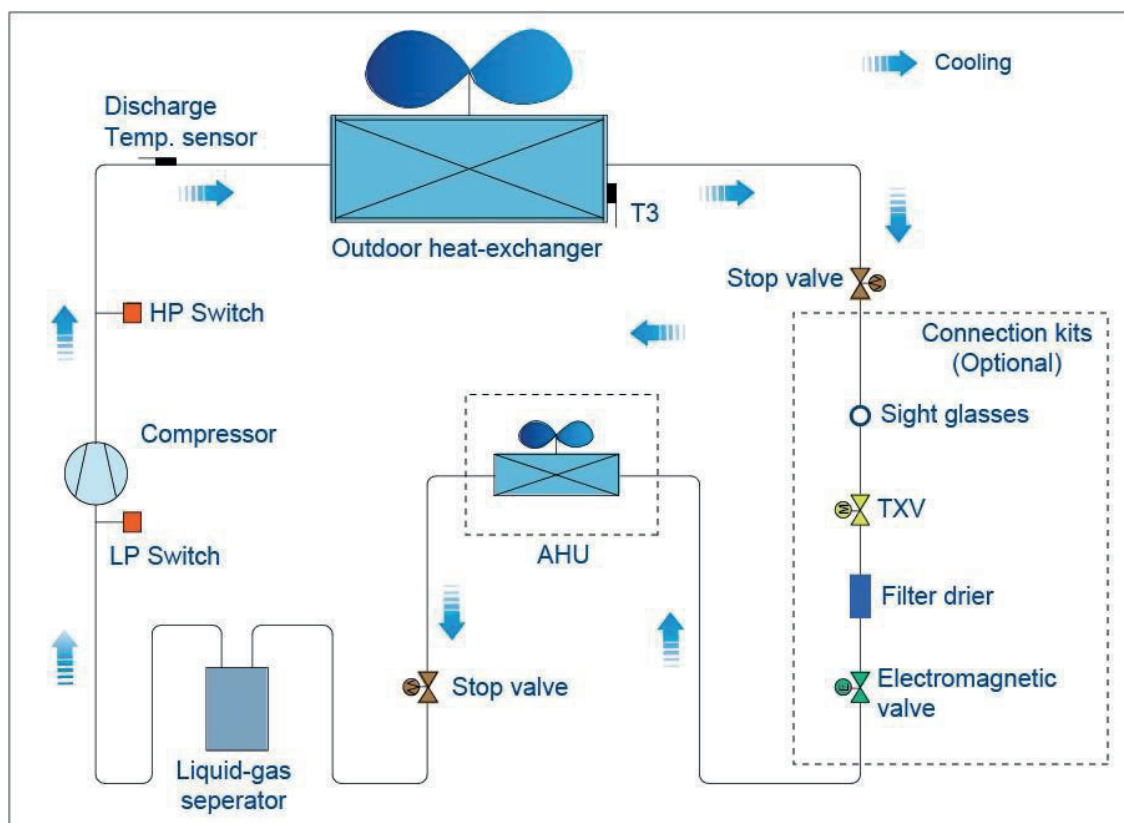 Cooling
Discharge
Temp. sensor
T3
Outdoor heat-exchanger
Stop valve
HP Switch
Connection kits
(Optional)
Sight glasses
Compressor
TXV
M
LP Switch
AHU
Filter drier
Stop valve
Electromagnetic
valve
E
Liquid-gas
seperator